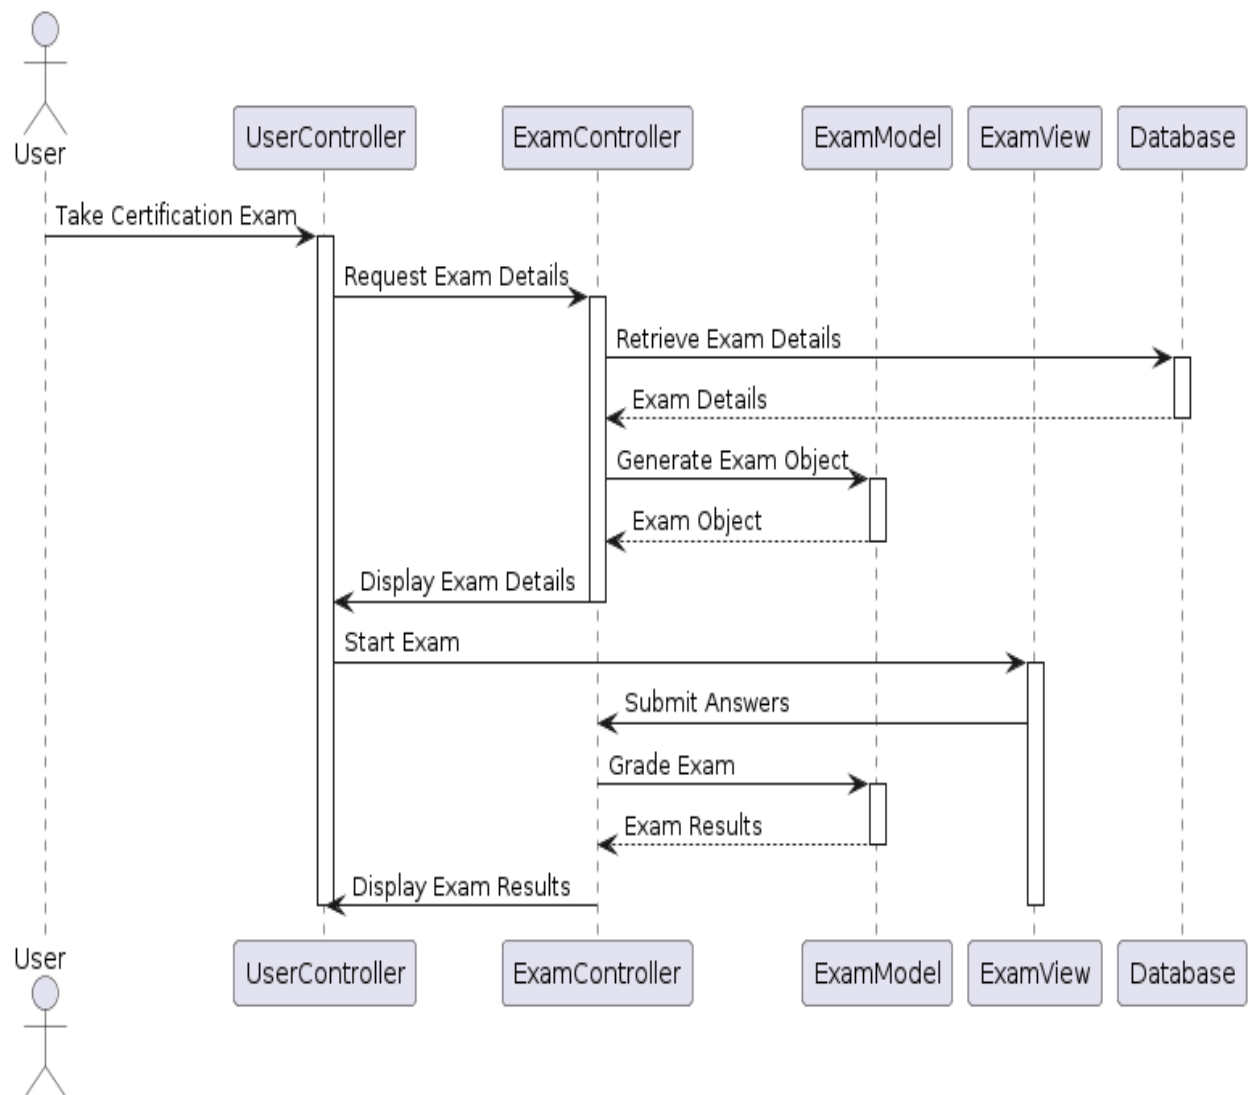 UserController
ExamController
ExamModel
ExamView
Database
User
Take Certification Exam
Request Exam Details
Retrieve Exam Details
Exam Details
Generate Exam Object
Exam Object
Display Exam Details
Start Exam
Submit Answers
Grade Exam
Exam Results
Display Exam Results
User
UserController
ExamController
ExamModel
ExamView
Database